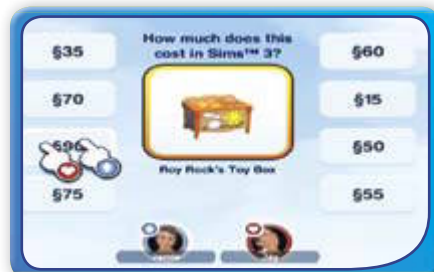 How much does this
cost in Sims™ 3?
§35
§60
§70
§15
§50
Roy Rock's Toy Box
§75
§55